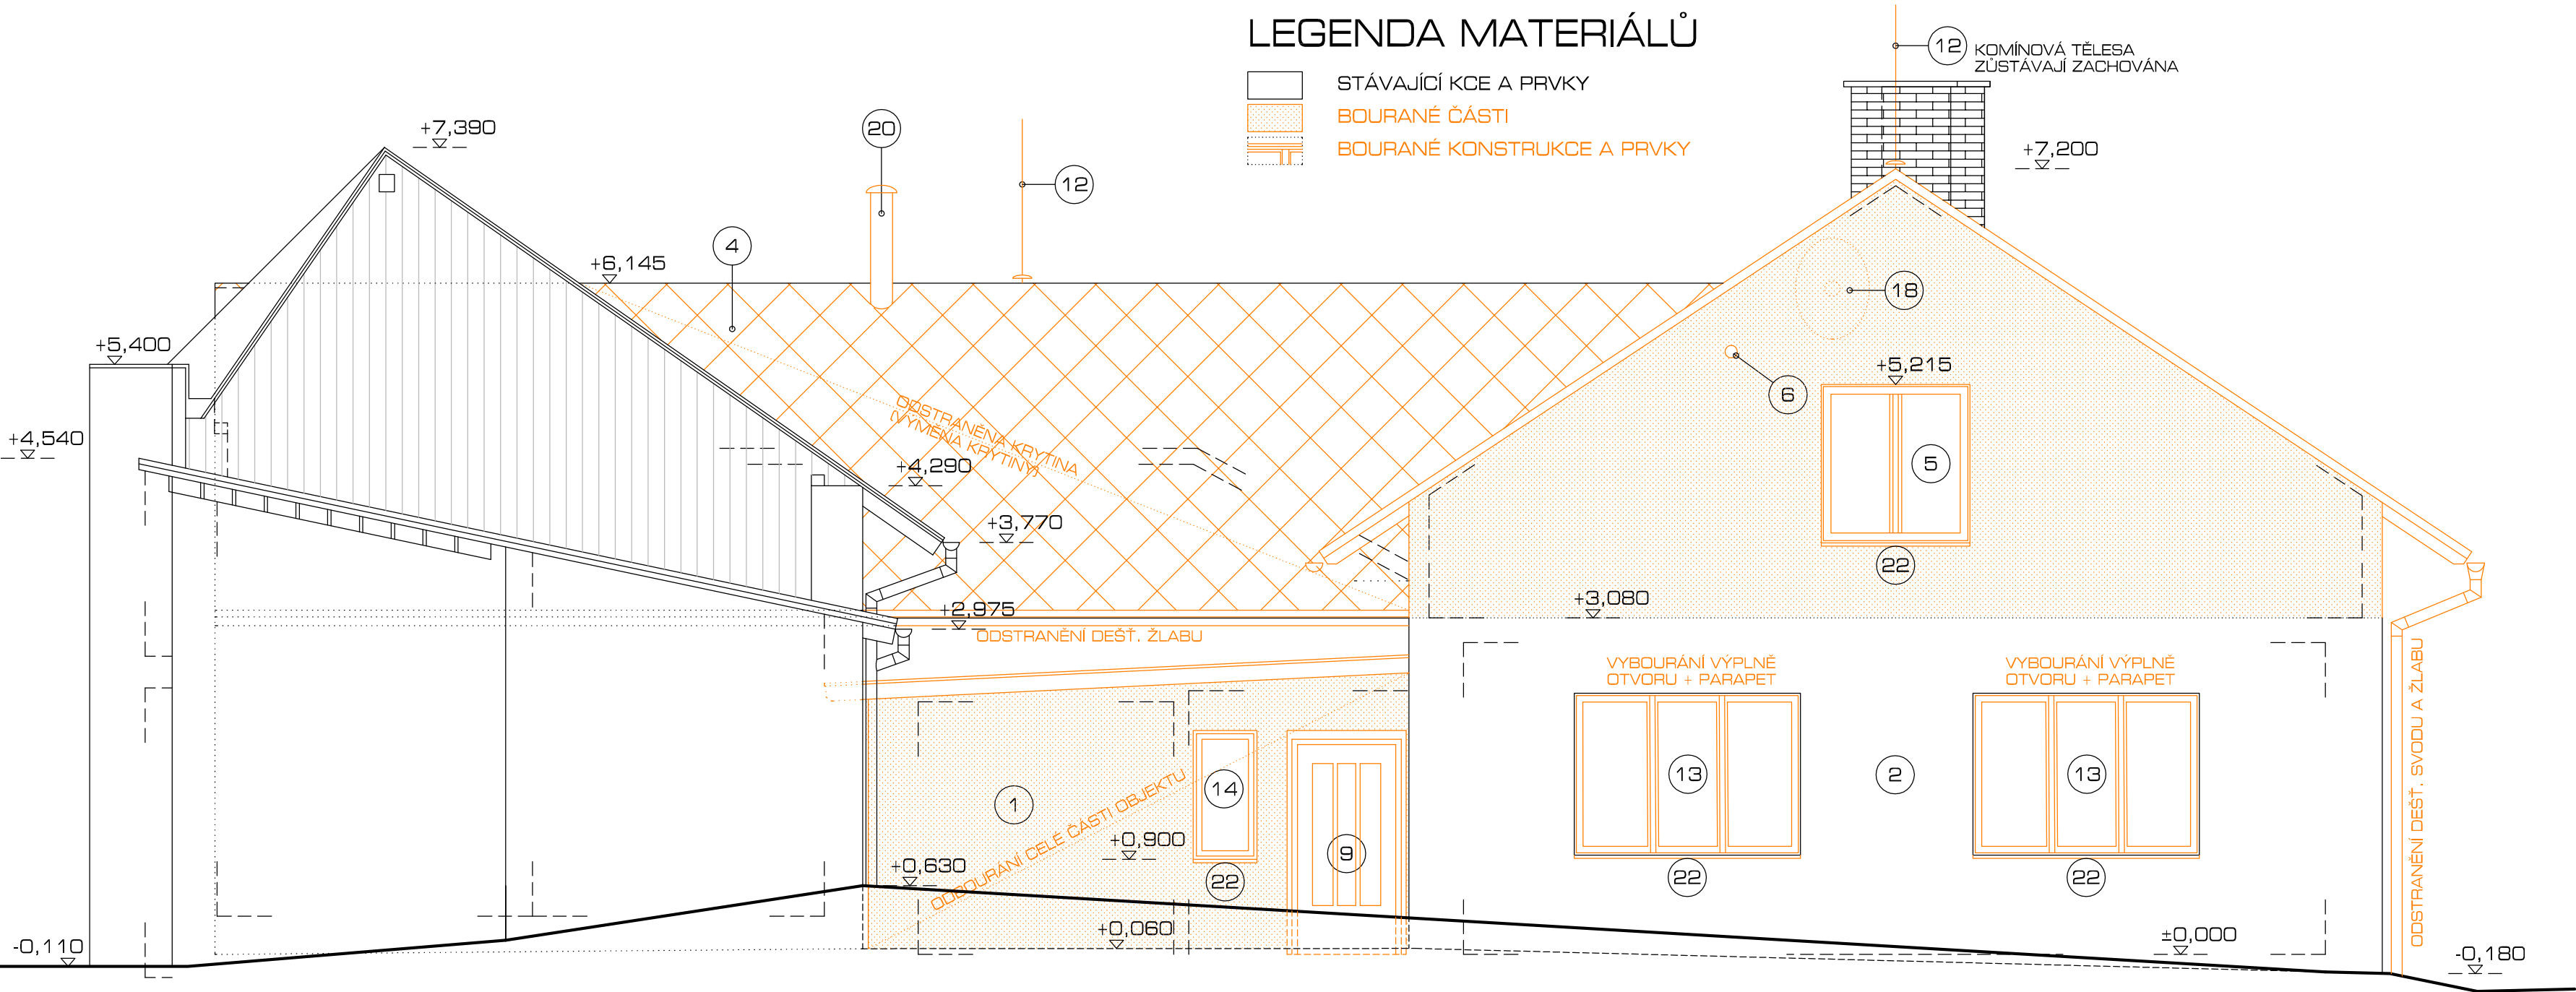 LEGENDA MATERIÁLŮ
STÁVAJÍCÍ KCE A PRVKY
BOURANÉ ČÁSTI
BOURANÉ KONSTRUKCE A PRVKY
12
KOMÍNOVÁ TĚLESA
ZŮSTÁVAJÍ ZACHOVÁNA
+7,390
20
12
+7,200
4
+6,145
18
+5,400
+5,215
6
ODSTRANĚNA KRYTINA
(VÝMĚNA KRYTINY)
+4,540
+4,290
5
+3,770
22
+3,080
+2,975
ODSTRANĚNÍ DEŠŤ. ŽLABU
VYBOURÁNÍ VÝPLNĚ
OTVORU + PARAPET
VYBOURÁNÍ VÝPLNĚ
OTVORU + PARAPET
ODSTRANĚNÍ DEŠŤ. SVODU A ŽLABU
13
2
13
14
1
ODBOURÁNÍ CELÉ ČÁSTI OBJEKTU
+0,900
9
+0,630
22
22
22
+0,060
±0,000
-0,110
-0,180